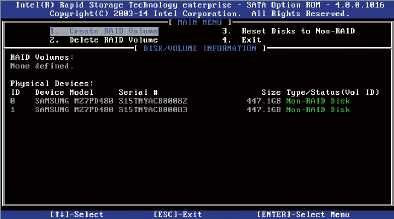 Intel(R) Rapid Storage Technology enterprise - SATA Option ROM - 4.0.0.1016
Copyright(C) 2003-14 Intel Corporation. All Rights Reserved.
[ MAIN MENU ]
1. Create RAID Volume 3. Reset Disks to Non-RAID
2. Delete RAID Volume 4. Exit
[ DISK/VOLUME INFORMATION ]
RAID Volumes:
None defined.
Physical Devices:
ID Device Model Serial # Size Type/Status(Vol ID)
0 SAMSUNG MZ7PD480 447.1GB Non-RAID Disk
1 SAMSUNG MZ7PD480 447.1GB Non-RAID Disk
[↑↓]-Select [ESC]-Exit [ENTER]-Select Menu